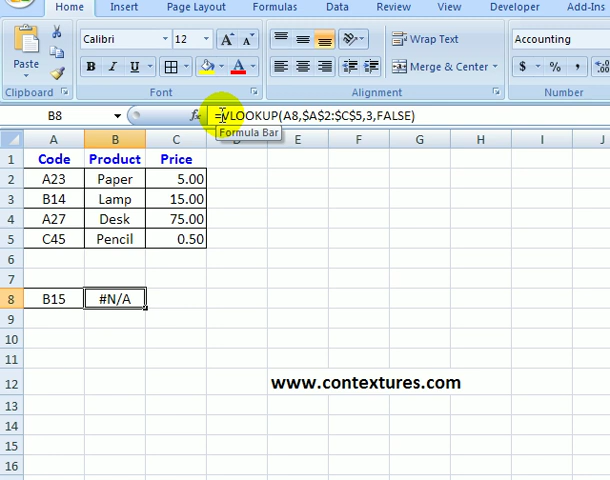 Home Insert Page Layout Formulas Data Review View Developer Add-Ins
Paste
Calibri 12 A A
Wrap Text
Accounting
B I U A
Merge & Center
$ % ,
Clipboard Font Alignment
B8 fx =VLOOKUP(A8,$A$2:$C$5,3,FALSE)
Formula Bar
A B C D E F G H I J
1 Code Product Price
2 A23 Paper 5.00
3 B14 Lamp 15.00
4 A27 Desk 75.00
5 C45 Pencil 0.50
6
7
8 B15 #N/A
9
10
11
12 www.contextures.com
13
14
15
16